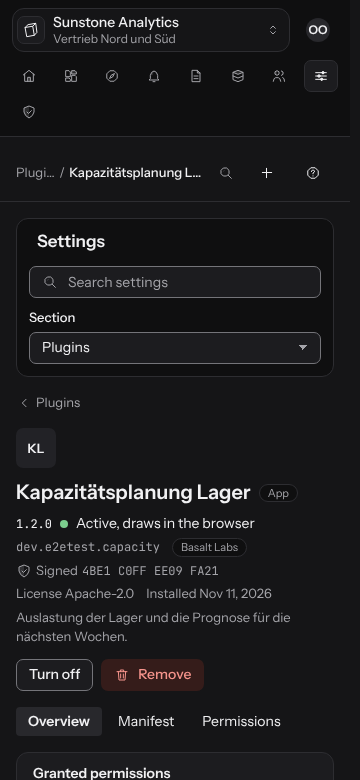 Sunstone Analytics
Vertrieb Nord und Süd
OO
Plugi... / Kapazitätsplanung L...
Settings
Search settings
Section
Plugins
Plugins
KL
Kapazitätsplanung Lager App
1.2.0 Active, draws in the browser
dev.e2etest.capacity Basalt Labs
Signed 4BE1 C0FF EE09 FA21
License Apache-2.0 Installed Nov 11, 2026
Auslastung der Lager und die Prognose für die
nächsten Wochen.
Turn off Remove
Overview Manifest Permissions
Granted permissions